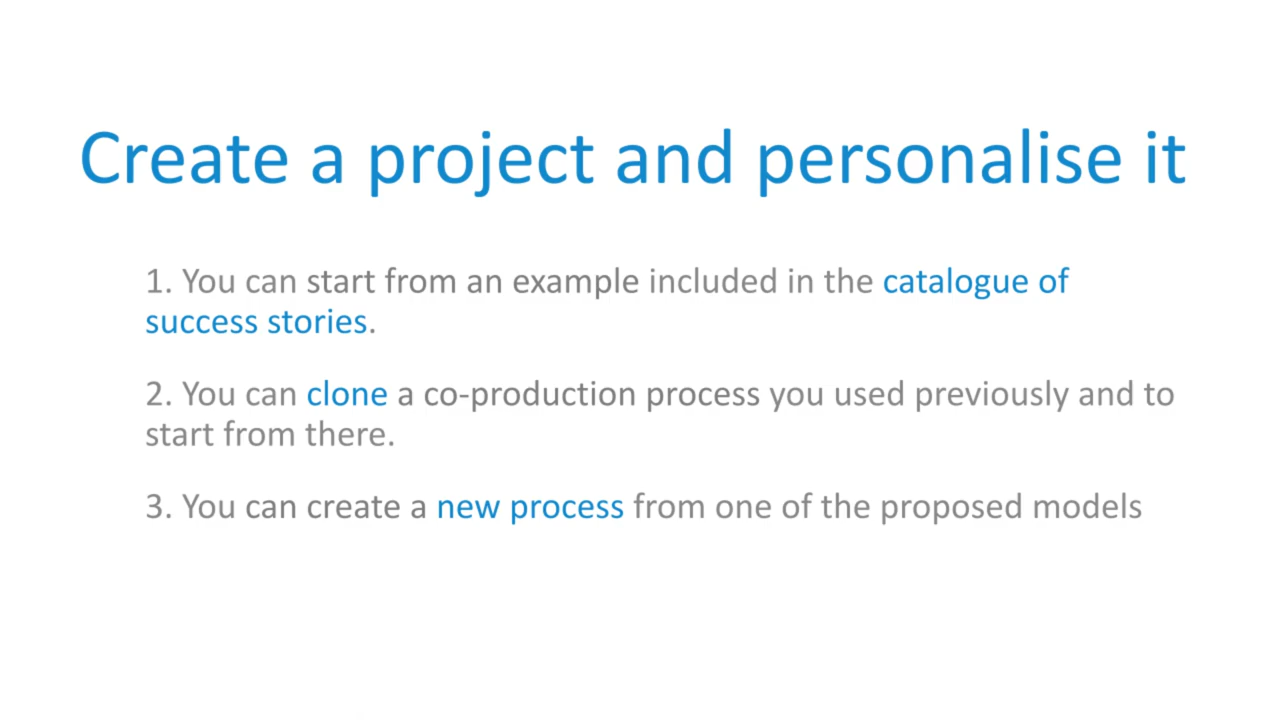 Create a project and personalise it
1. You can start from an example included in the catalogue of
success stories.
2. You can clone a co-production process you used previously and to
start from there.
3. You can create a new process from one of the proposed models